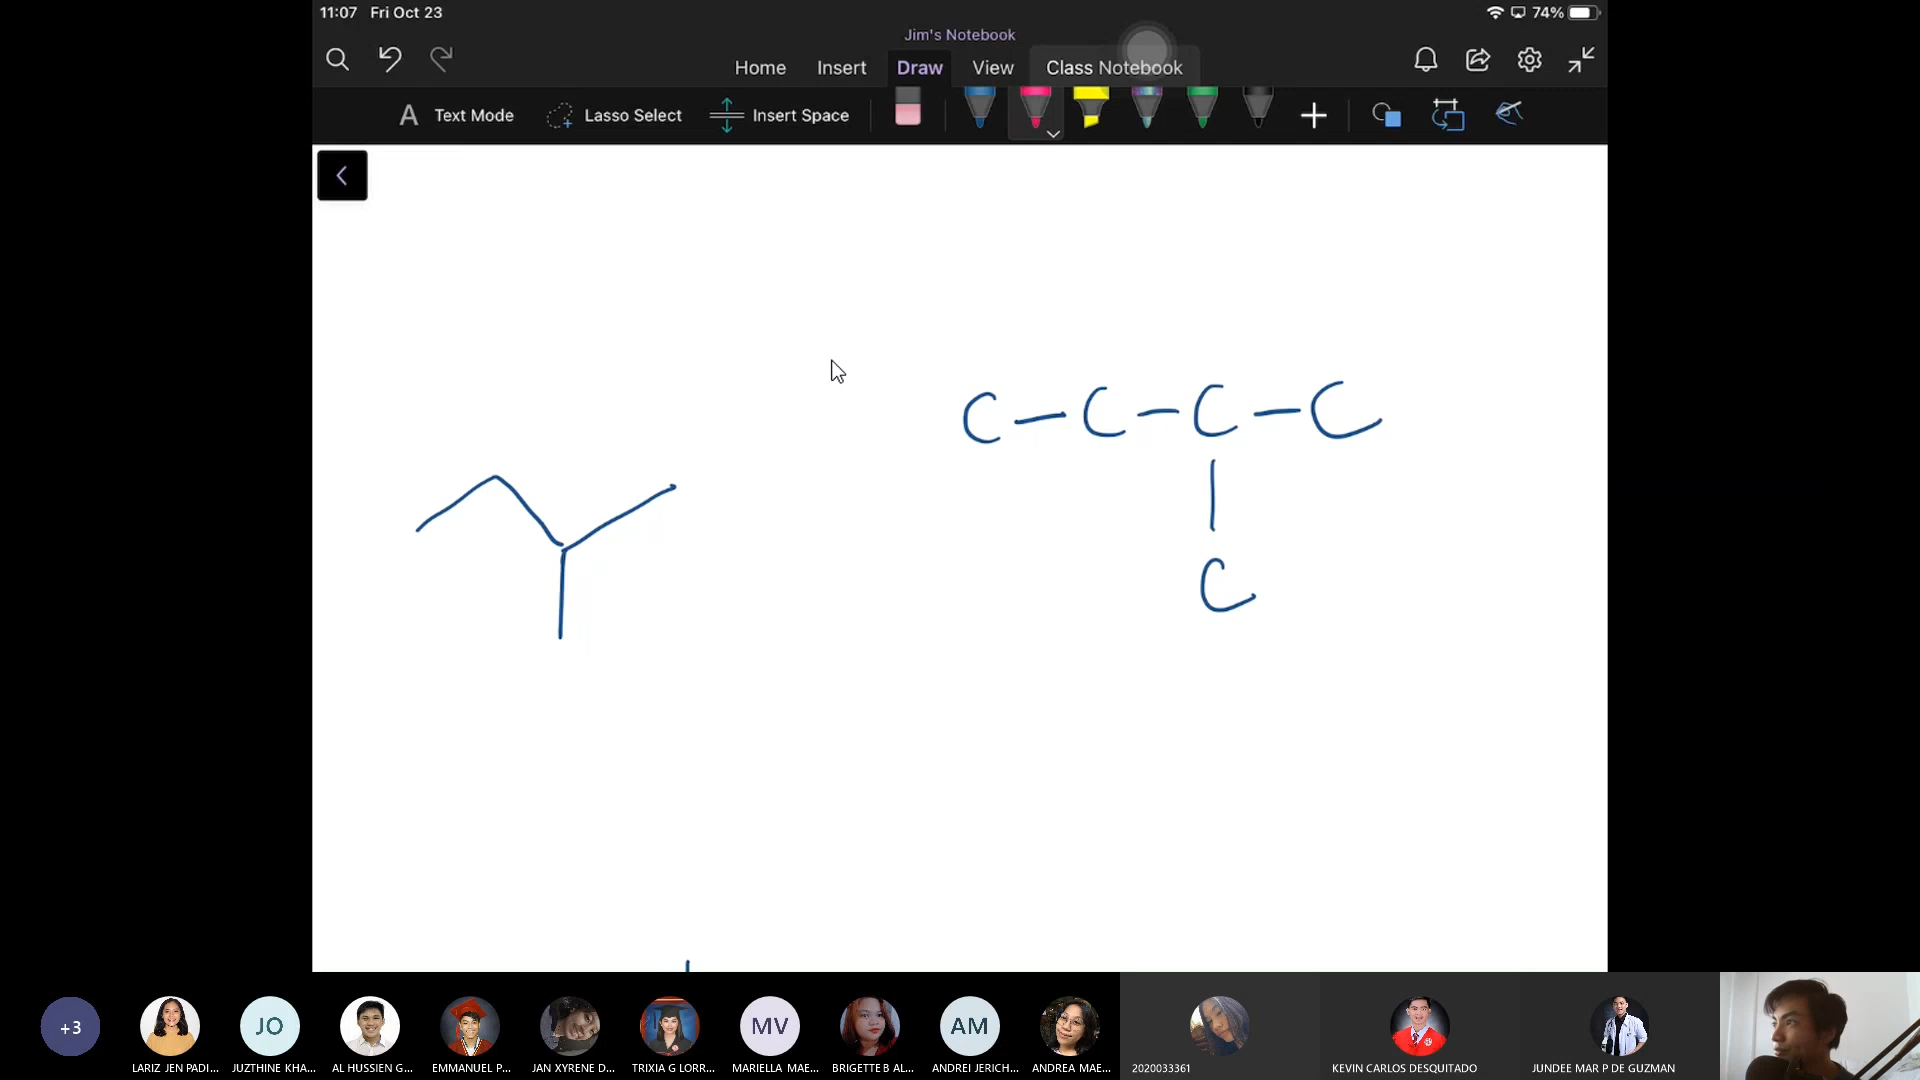 11:07 Fri Oct 23
74%
Jim's Notebook
Home Insert Draw View Class Notebook
A Text Mode Lasso Select Insert Space
C - C - C - C
|
C
+3
JO
MV
AM
LARIZ JEN PADI... JUZTHINE KHA... AL HUSSIEN G... EMMANUEL P... JAN XYRENE D... TRIXIA G LORR... MARIELLA MAE... BRIGETTE B AL... ANDREI JERICH... ANDREA MAE... 2020033361 KEVIN CARLOS DESQUITADO JUNDEE MAR P DE GUZMAN